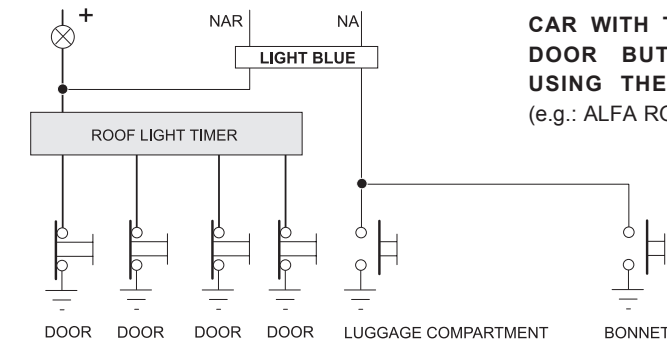 +
NAR NA
LIGHT BLUE
CAR WITH
DOOR BUT
USING THE
(e.g.: ALFA
ROOF LIGHT TIMER
DOOR DOOR DOOR DOOR LUGGAGE COMPARTMENT BONNET
- - - - - -